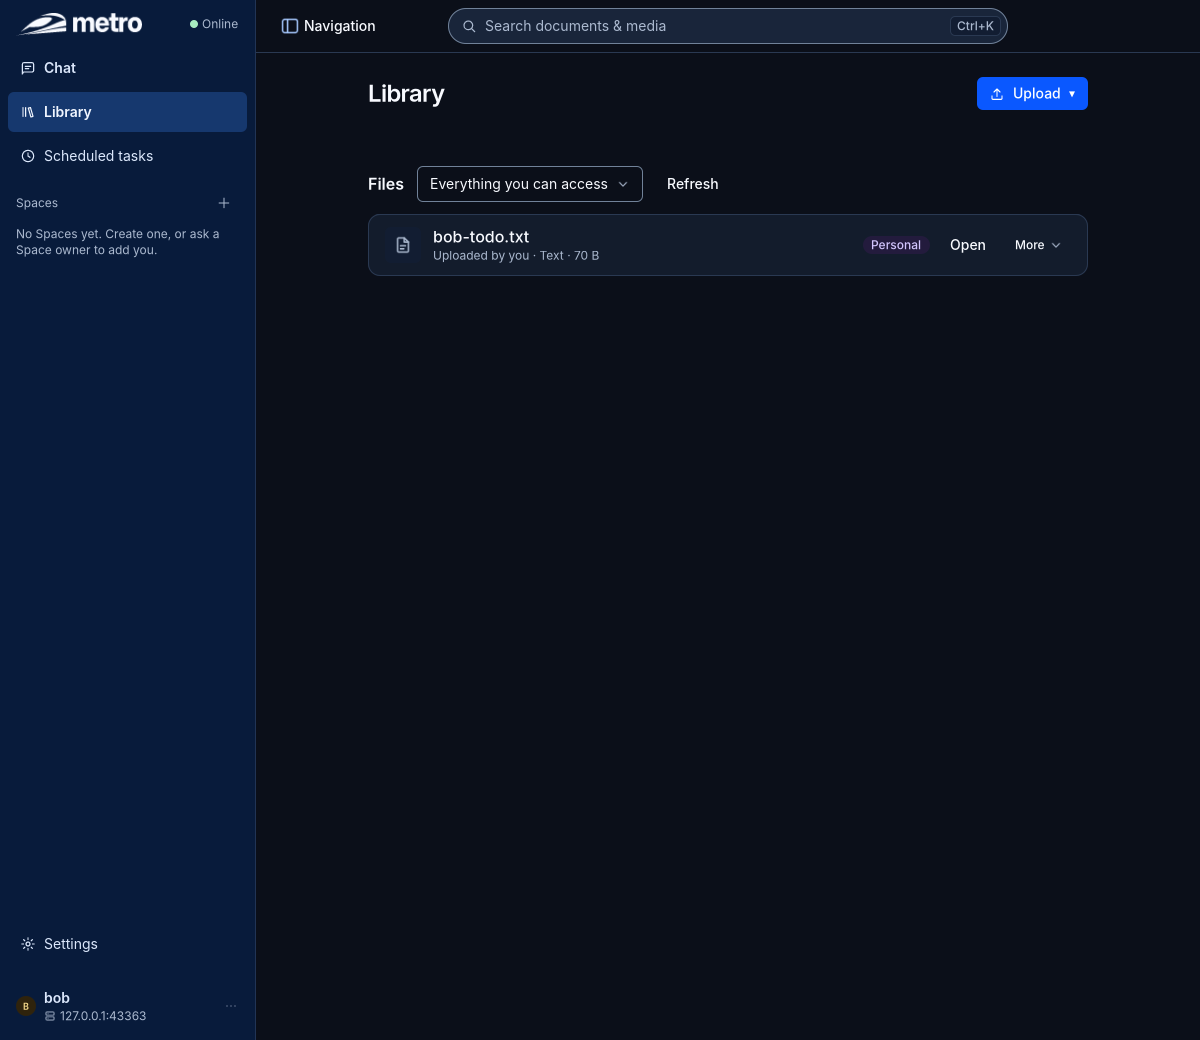 metro
Online
Chat
Library
Scheduled tasks
Spaces
No Spaces yet. Create one, or ask a
Space owner to add you.
Settings
B
bob
127.0.0.1:43363
Navigation
Search documents & media
Ctrl+K
Library
Upload
Files
Everything you can access
Refresh
bob-todo.txt
Uploaded by you · Text · 70 B
Personal
Open
More